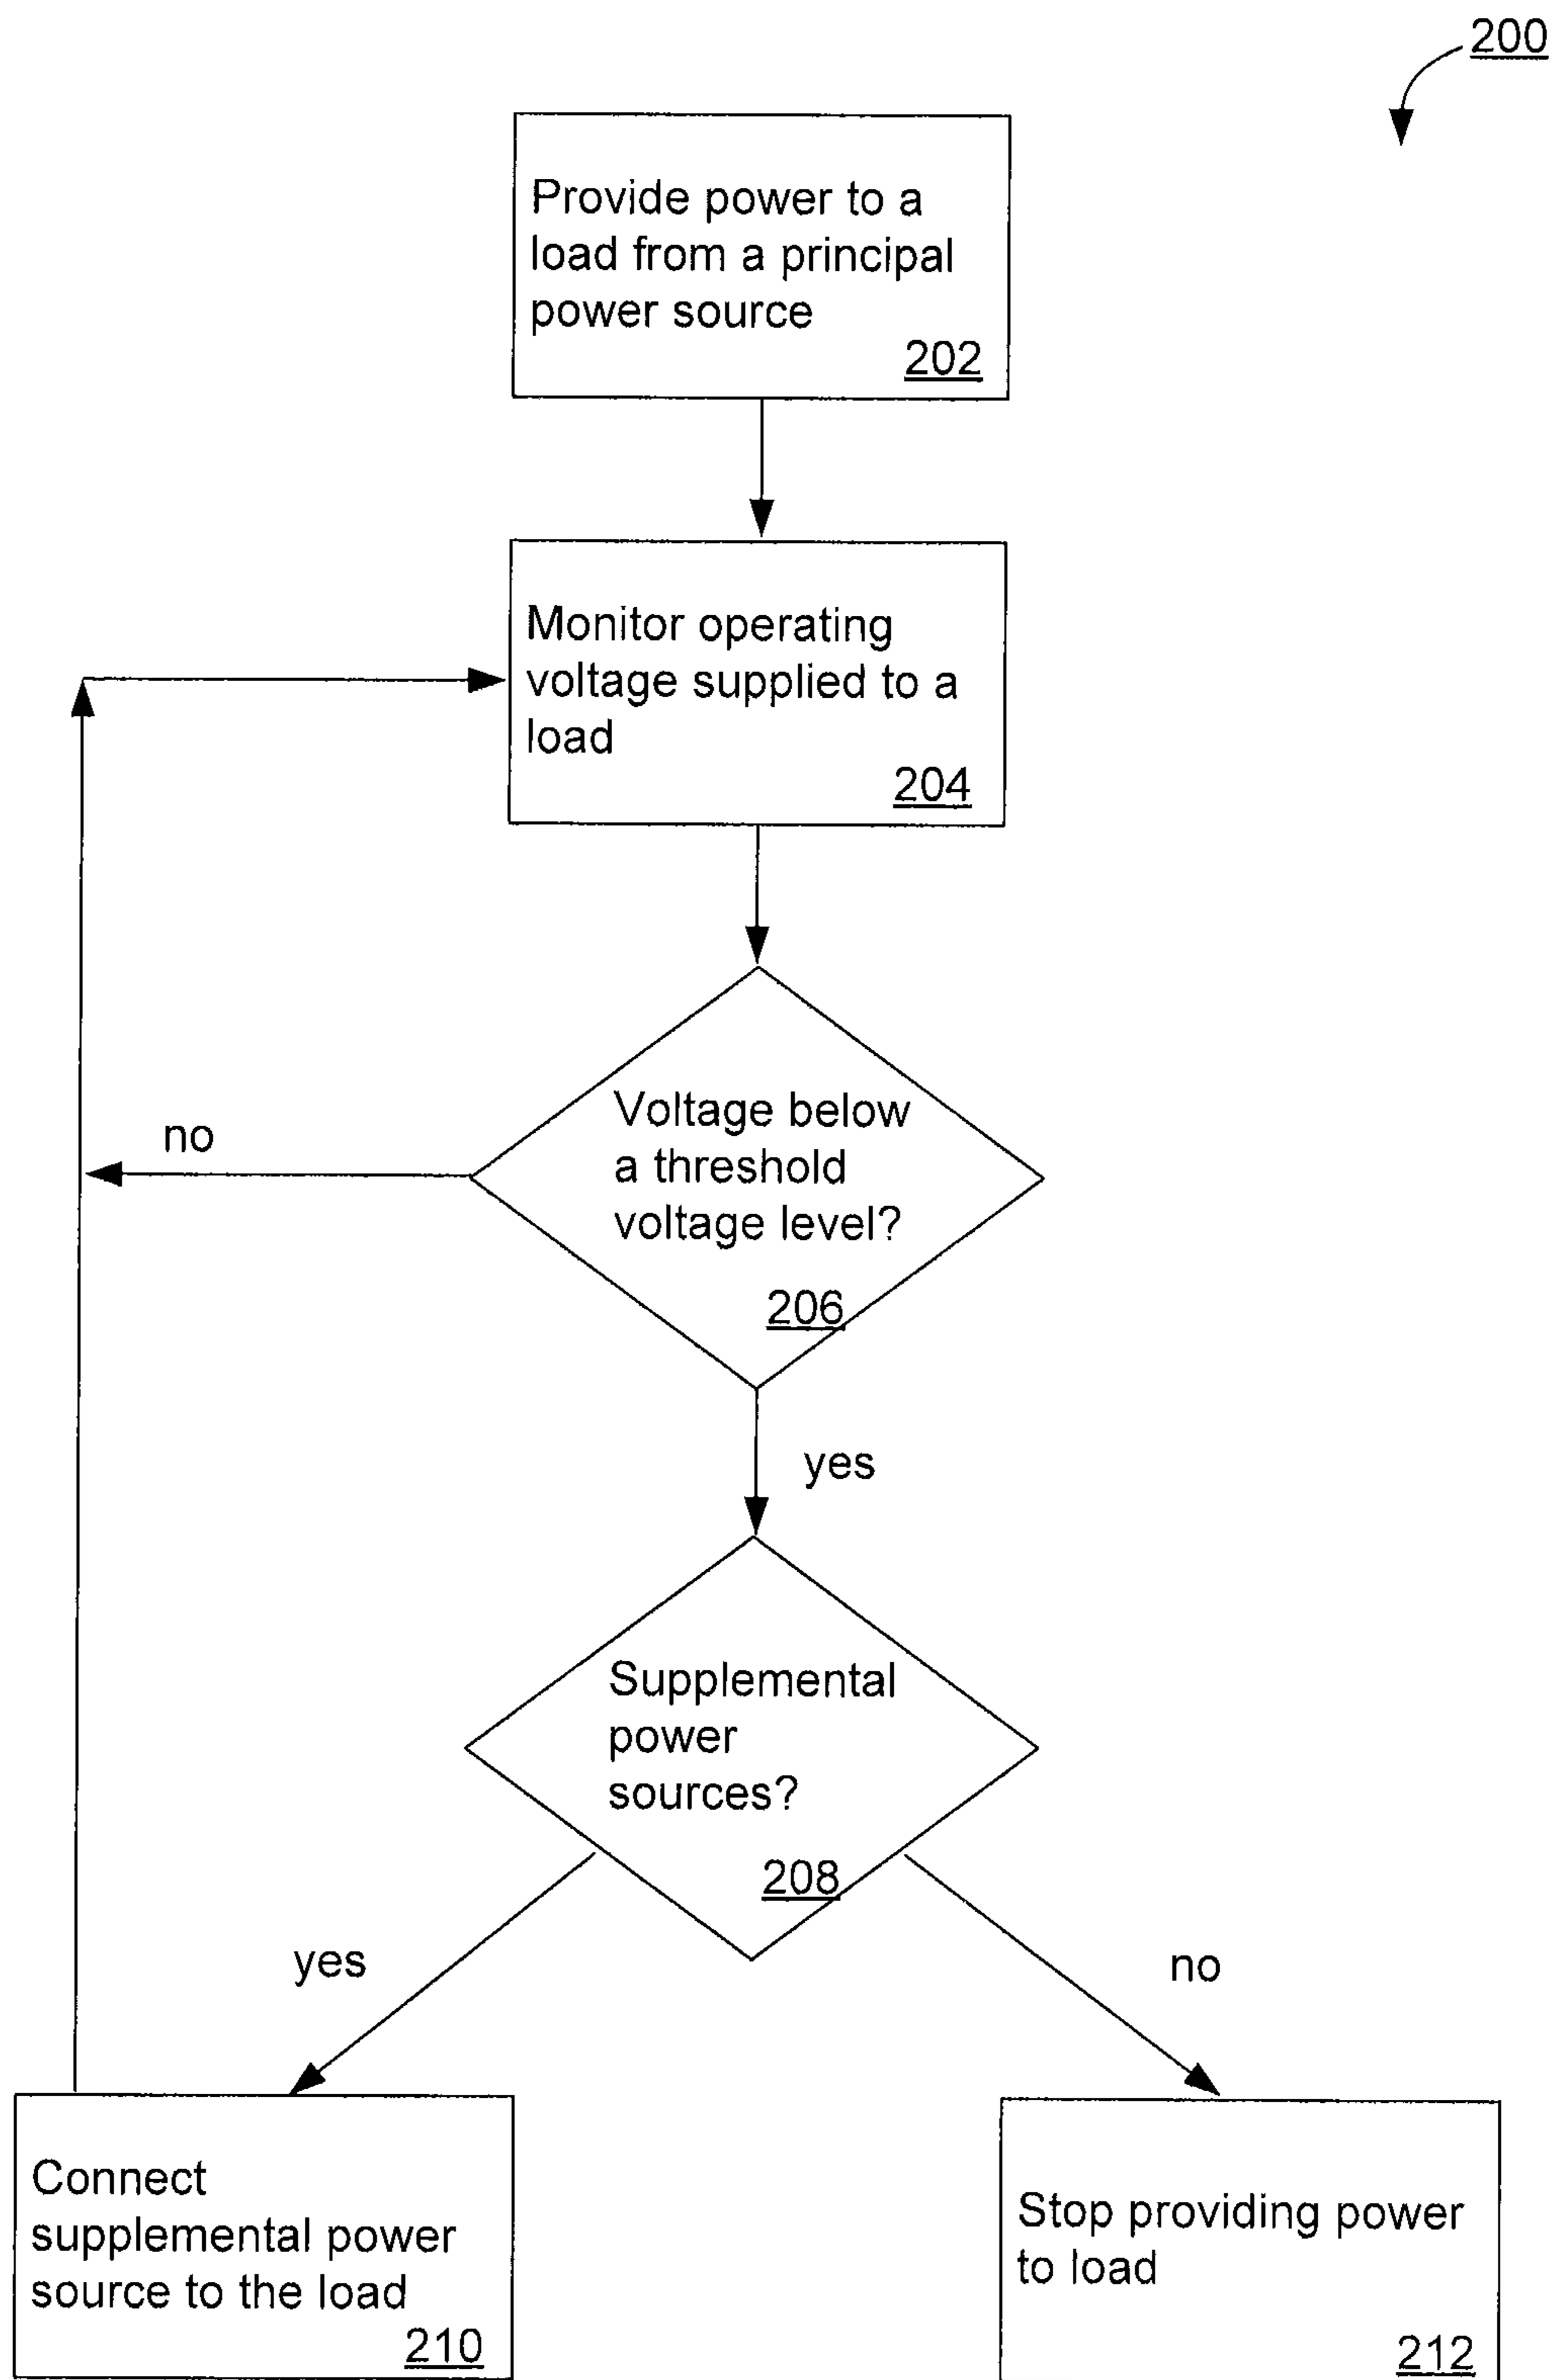 200
Provide power to a
load from a principal
power source
202
Monitor operating
voltage supplied to a
load
204
Voltage below
a threshold
voltage level?
206
no
yes
Supplemental
power
sources?
208
yes
no
Connect
supplemental power
source to the load
210
Stop providing power
to load
212